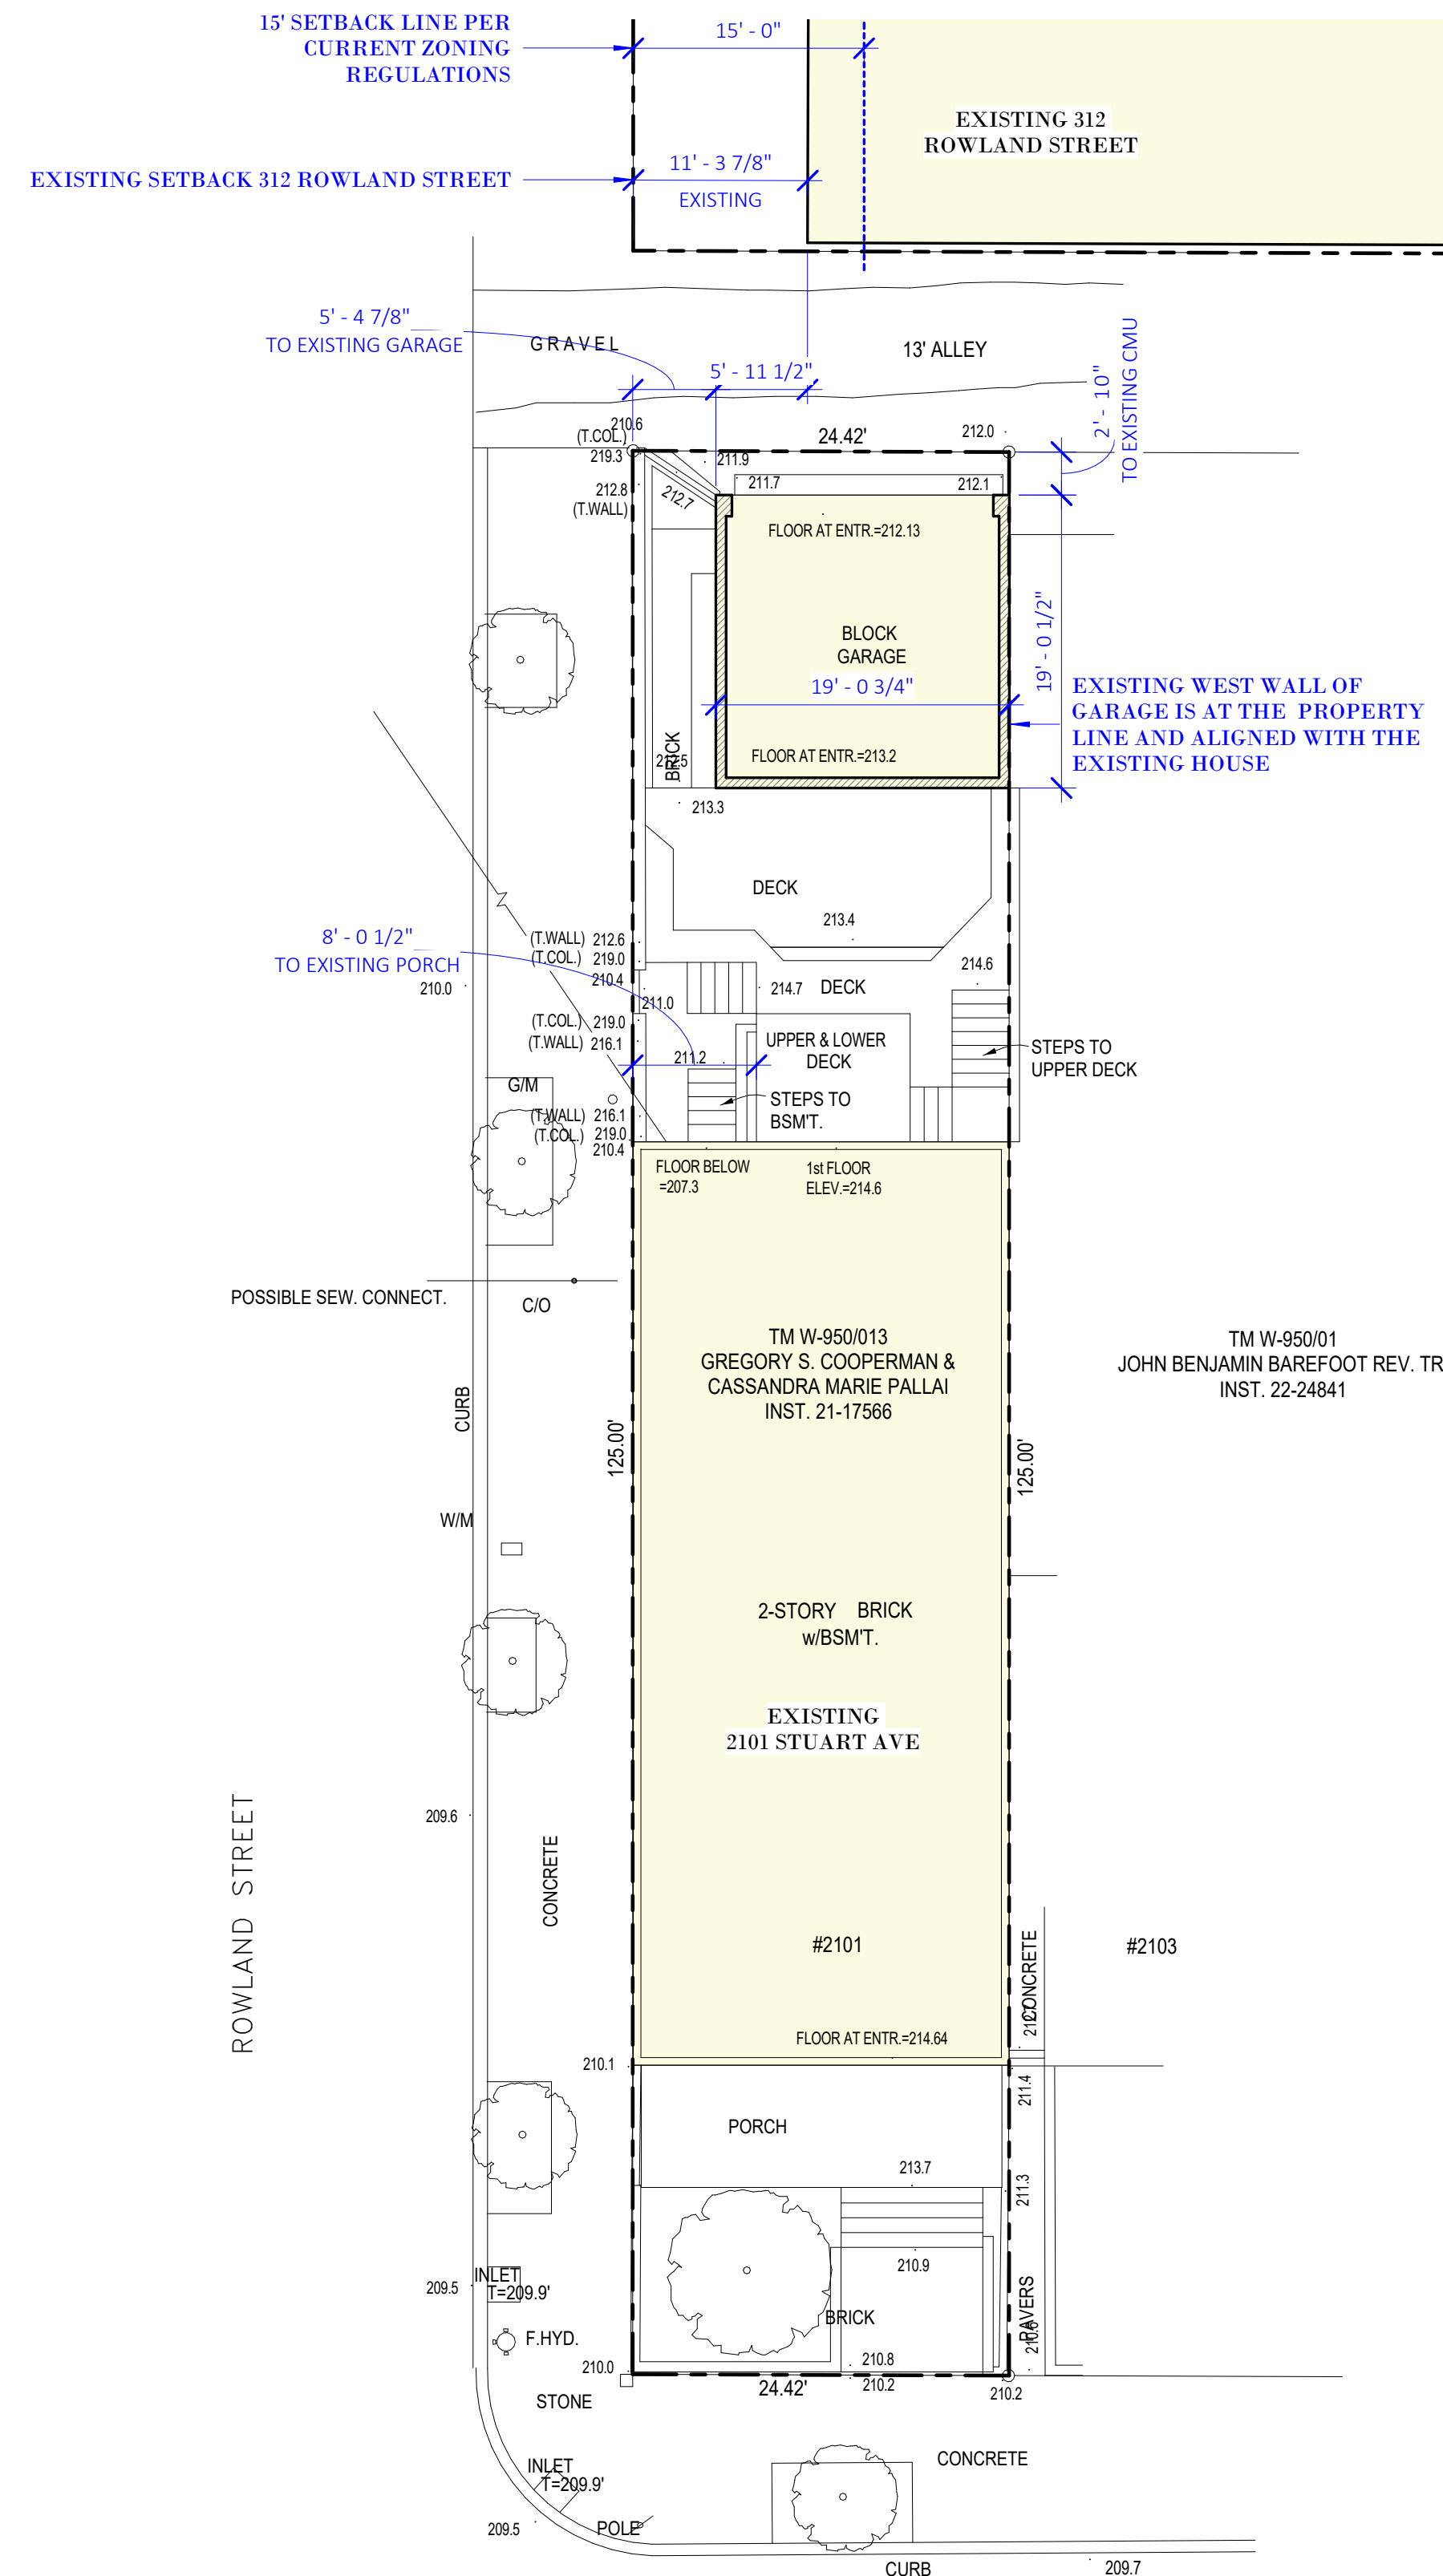 15' SETBACK LINE PER
CURRENT ZONING
REGULATIONS
15' - 0"
EXISTING 312
ROWLAND STREET
11' - 3 7/8"
EXISTING
EXISTING SETBACK 312 ROWLAND STREET
5' - 4 7/8"
TO EXISTING GARAGE
GRAVEL
13' ALLEY
5' - 11 1/2"
2' - 10"
TO EXISTING CMU
210.6
(T.COL.)
219.3
24.42'
212.0
211.9
212.8
(T.WALL)
212.7
211.7
212.1
FLOOR AT ENTR.=212.13
BLOCK
GARAGE
19' - 0 3/4"
19' - 0 1/2"
EXISTING WEST WALL OF
GARAGE IS AT THE PROPERTY
LINE AND ALIGNED WITH THE
EXISTING HOUSE
BRICK
212.5
FLOOR AT ENTR.=213.2
213.3
DECK
213.4
8' - 0 1/2"
TO EXISTING PORCH
(T.WALL) 212.6
(T.COL.) 219.0
210.4
210.0
211.0
214.7
DECK
214.6
(T.COL.) 219.0
(T.WALL) 216.1
211.2
UPPER & LOWER
DECK
STEPS TO
UPPER DECK
G/M
STEPS TO
BSM'T.
(T.WALL) 216.1
(T.COL.) 219.0
210.4
FLOOR BELOW
=207.3
1st FLOOR
ELEV.=214.6
POSSIBLE SEW. CONNECT.
C/O
TM W-950/013
GREGORY S. COOPERMAN &
CASSANDRA MARIE PALLAI
INST. 21-17566
TM W-950/01
JOHN BENJAMIN BAREFOOT REV. TR
INST. 22-24841
CURB
125.00'
125.00'
W/M
2-STORY BRICK
w/BSM'T.
EXISTING
2101 STUART AVE
209.6
ROWLAND STREET
CONCRETE
#2101
CONCRETE
#2103
FLOOR AT ENTR.=214.64
210.1
211.4
PORCH
213.7
211.3
210.9
INLET
T=209.9'
209.5
BRICK
PAVERS
F.HYD.
210.0
210.8
210.2
24.42'
210.2
STONE
CONCRETE
INLET
T=209.9'
209.5
POLE
CURB
209.7